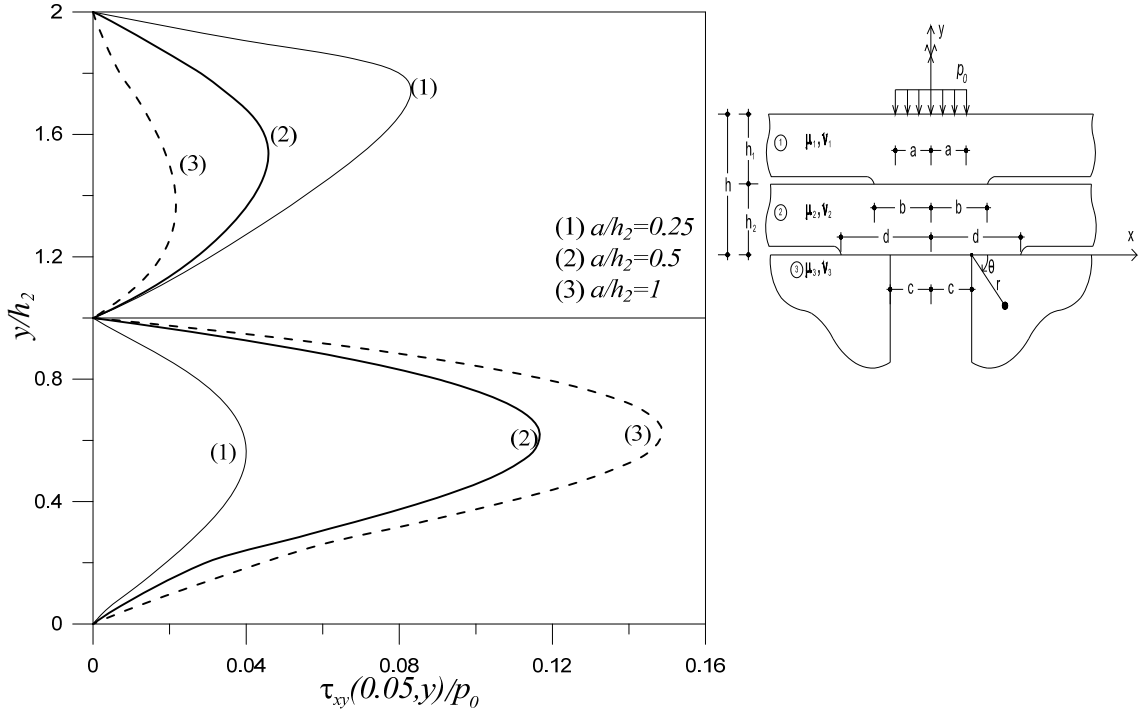 2
1.6
1.2
0.8
0.4
0
y/h₂
(1)
(2)
(3)
(1) a/h₂=0.25
(2) a/h₂=0.5
(3) a/h₂=1
(1)
(2)
(3)
0
0.04
0.08
0.12
0.16
τxy(0.05,y)/p₀
y
p₀
① μ₁,ν₁
a
a
h₁
h
② μ₂,ν₂
b
b
h₂
d
d
x
③ μ₃,ν₃
θ
c
c
r